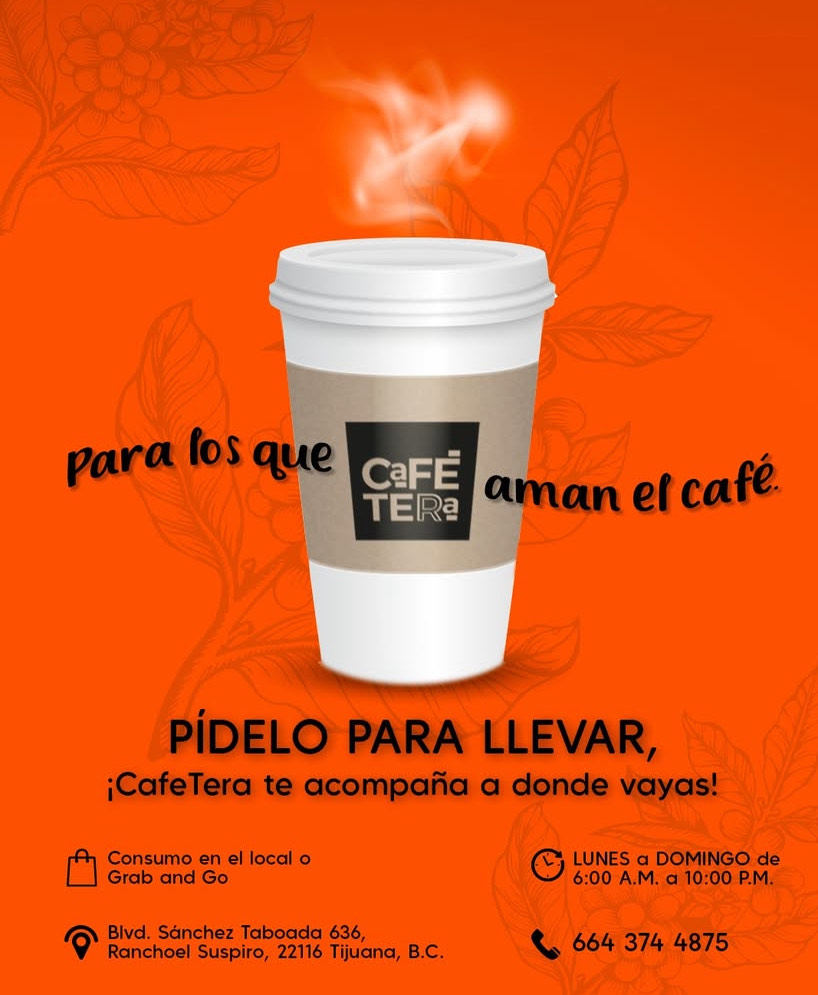 para los que
CaFÉ
TERa
aman el café.
PÍDELO PARA LLEVAR,
¡CafeTera te acompaña a donde vayas!
Consumo en el local o
Grab and Go
LUNES a DOMINGO de
6:00 A.M. a 10:00 P.M.
Blvd. Sánchez Taboada 636,
Ranchoel Suspiro, 22116 Tijuana, B.C.
664 374 4875